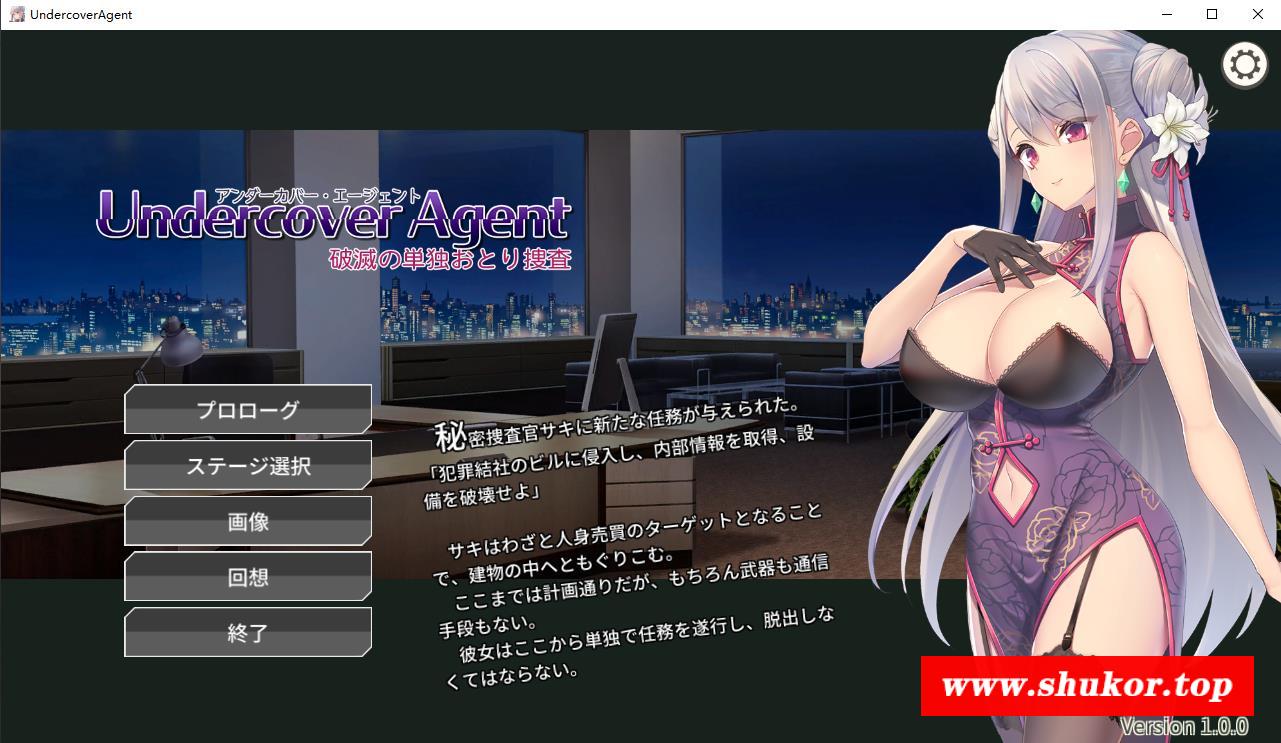 UndercoverAgent
アンダーカバー・エージェント
Undercover Agent
破滅の単独おとり捜査
プロローグ
ステージ選択
画像
回想
終了
秘密捜査官サキに新たな任務が与えられた。
「犯罪結社のビルに侵入し、内部情報を取得、設
備を破壊せよ」
サキはわざと人身売買のターゲットとなること
で、建物の中へともぐりこむ。
ここまでは計画通りだが、もちろん武器も通信
手段もない。
彼女はここから単独で任務を遂行し、脱出しな
くてはならない。
www.shukor.top
Version 1.0.0